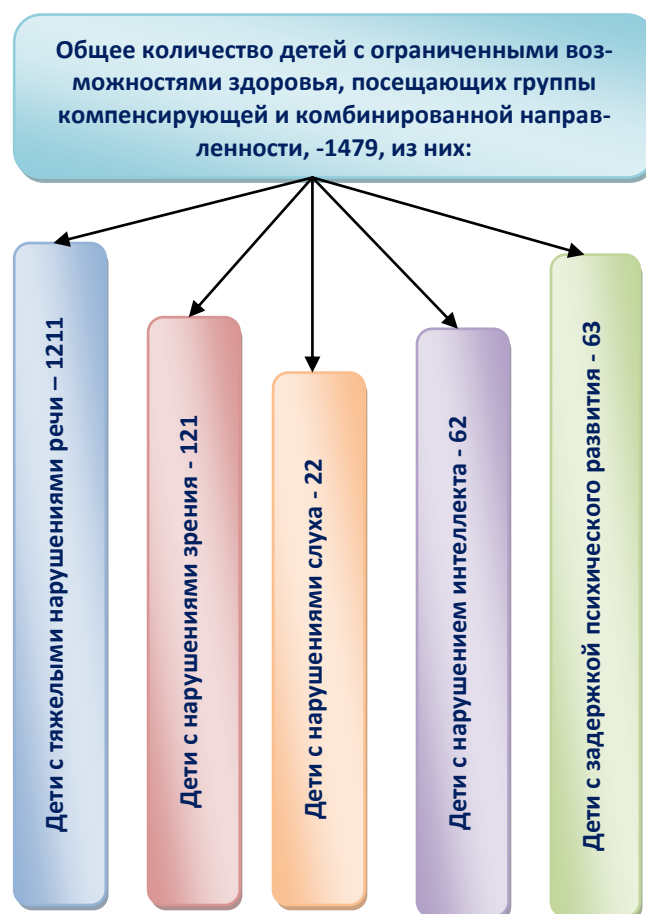 Общее количество детей с ограниченными воз-
можностями здоровья, посещающих группы
компенсирующей и комбинированной направ-
ленности, -1479, из них:
Дети с тяжелыми нарушениями речи – 1211
Дети с нарушениями зрения - 121
Дети с нарушениями слуха - 22
Дети с нарушением интеллекта - 62
Дети с задержкой психического развития - 63